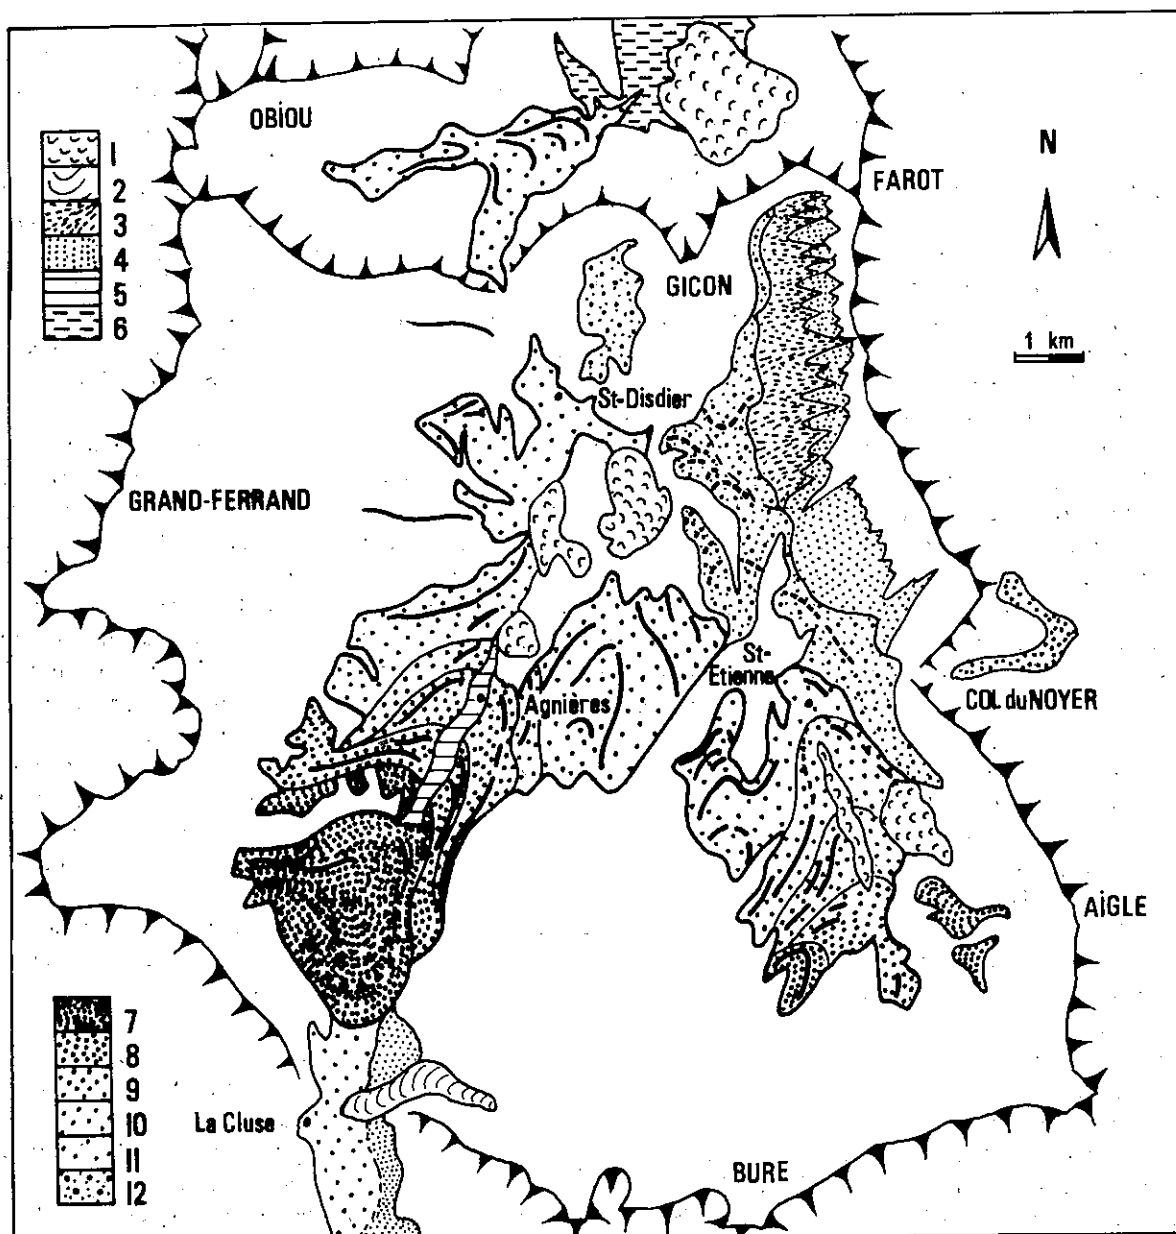 OBIOU
1
2
3
4
5
6
FAROT
N
GICON
1 km
St-Disdier
GRAND-FERRAND
St-
Etienne
Agnières
COL du NOYER
AIGLE
7
8
9
10
11
12
La Cluse
BURE